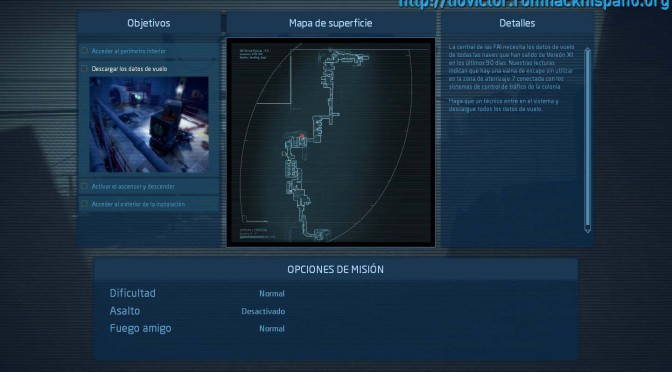 http://dovictor.romhackhispano.org
Objetivos
Acceder al perímetro interior
Descargar los datos de vuelo
Activar el ascensor y descender
Acceder al exterior de la instalación
Mapa de superficie
Detalles
La central de las FAI necesita los datos de vuelo
de todas las naves que han salido de
en los últimos 90 días. Nuestras lecturas
indican que hay una vaina de escape sin utilizar
en la zona de aterrizaje 7 conectada con los
sistemas de control de tráfico de la colonia.
Haga que un técnico entre en el sistema y
descargue todos los datos de vuelo.
OPCIONES DE MISIÓN
Dificultad Normal
Asalto Desactivado
Fuego amigo Normal